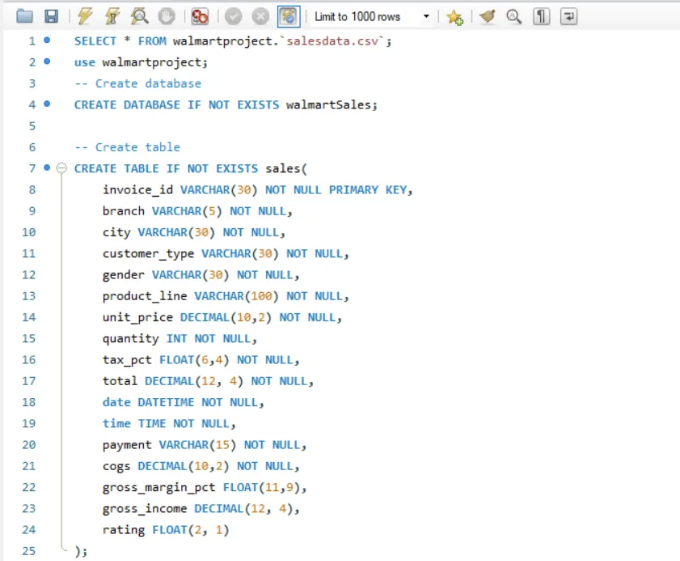 Limit to 1000 rows
1 SELECT * FROM walmartproject.`salesdata.csv`;
2 use walmartproject;
3 -- Create database
4 CREATE DATABASE IF NOT EXISTS walmartSales;
5
6 -- Create table
7 CREATE TABLE IF NOT EXISTS sales(
8 invoice_id VARCHAR(30) NOT NULL PRIMARY KEY,
9 branch VARCHAR(5) NOT NULL,
10 city VARCHAR(30) NOT NULL,
11 customer_type VARCHAR(30) NOT NULL,
12 gender VARCHAR(30) NOT NULL,
13 product_line VARCHAR(100) NOT NULL,
14 unit_price DECIMAL(10,2) NOT NULL,
15 quantity INT NOT NULL,
16 tax_pct FLOAT(6,4) NOT NULL,
17 total DECIMAL(12, 4) NOT NULL,
18 date DATETIME NOT NULL,
19 time TIME NOT NULL,
20 payment VARCHAR(15) NOT NULL,
21 cogs DECIMAL(10,2) NOT NULL,
22 gross_margin_pct FLOAT(11,9),
23 gross_income DECIMAL(12, 4),
24 rating FLOAT(2, 1)
25 );